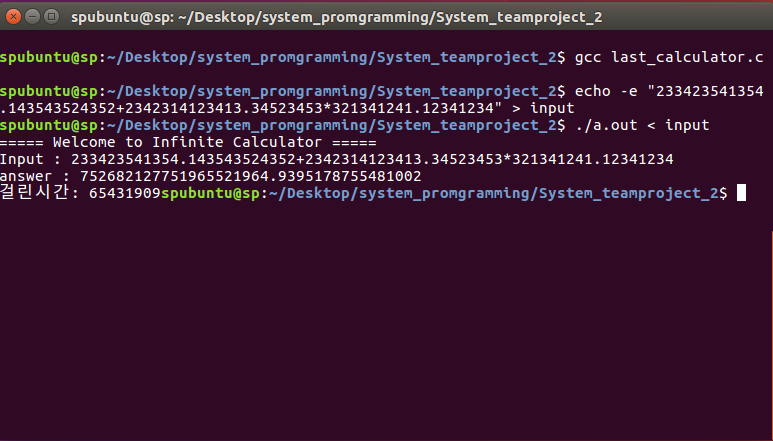 spubuntu@sp: ~/Desktop/system_promgramming/System_teamproject_2
spubuntu@sp:~/Desktop/system_promgramming/System_teamproject_2$ gcc last_calculator.c
spubuntu@sp:~/Desktop/system_promgramming/System_teamproject_2$ echo -e "233423541354
.143543524352+2342314123413.34523453*321341241.12341234" > input
spubuntu@sp:~/Desktop/system_promgramming/System_teamproject_2$ ./a.out < input
===== Welcome to Infinite Calculator =====
Input : 233423541354.143543524352+2342314123413.34523453*321341241.12341234
answer : 752682127751965521964.9395178755481002
걸린시간: 65431909spubuntu@sp:~/Desktop/system_promgramming/System_teamproject_2$